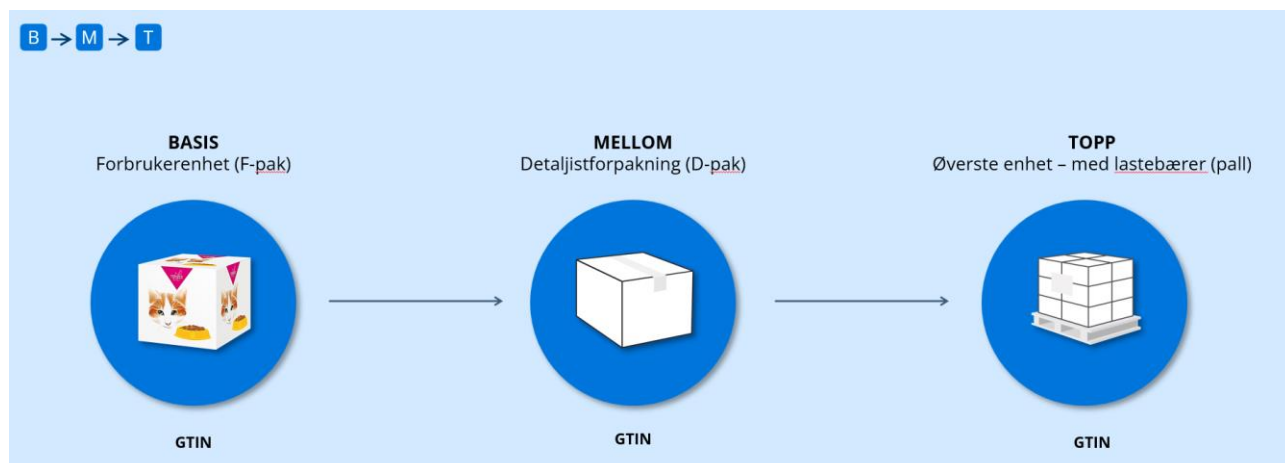 B → M → T
BASIS
Forbrukerenhet (F-pak)
MELLOM
Detaljistforpakning (D-pak)
TOPP
Øverste enhet – med lastebærer (pall)
GTIN
GTIN
GTIN